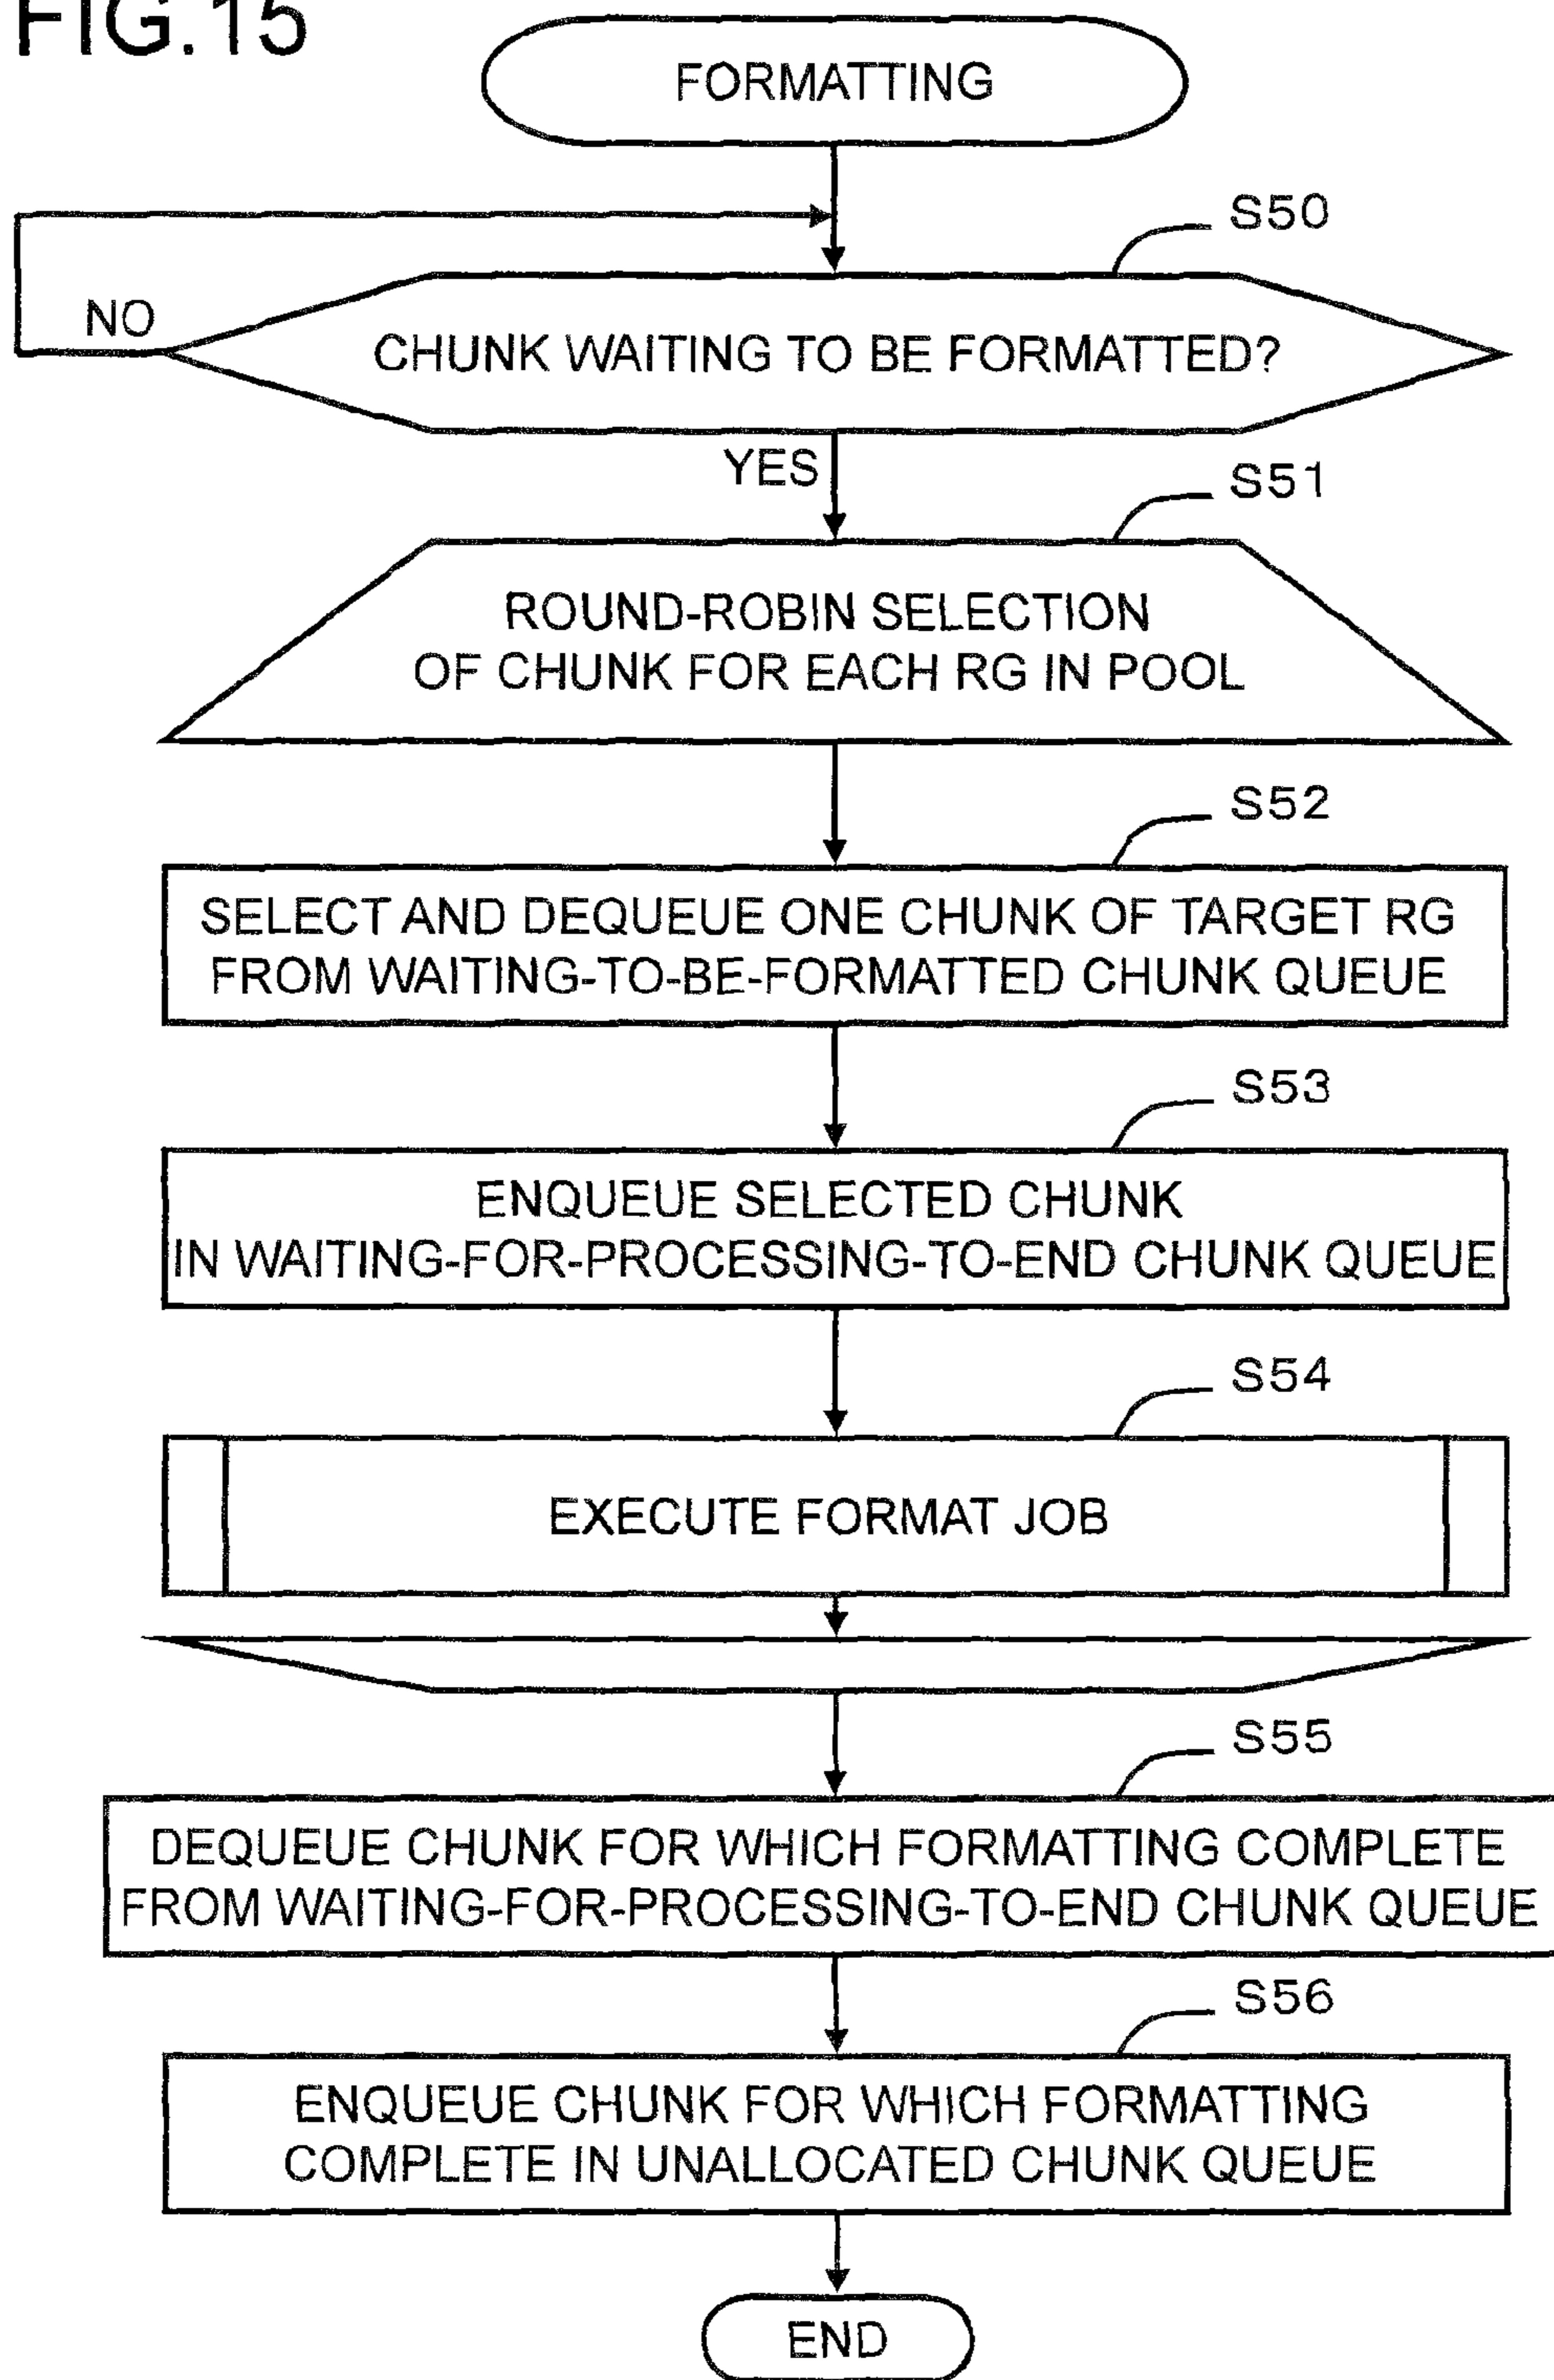 FIG.15
FORMATTING
S50
NO
CHUNK WAITING TO BE FORMATTED?
YES
S51
ROUND-ROBIN SELECTION
OF CHUNK FOR EACH RG IN POOL
S52
SELECT AND DEQUEUE ONE CHUNK OF TARGET RG
FROM WAITING-TO-BE-FORMATTED CHUNK QUEUE
S53
ENQUEUE SELECTED CHUNK
IN WAITING-FOR-PROCESSING-TO-END CHUNK QUEUE
S54
EXECUTE FORMAT JOB
S55
DEQUEUE CHUNK FOR WHICH FORMATTING COMPLETE
FROM WAITING-FOR-PROCESSING-TO-END CHUNK QUEUE
S56
ENQUEUE CHUNK FOR WHICH FORMATTING
COMPLETE IN UNALLOCATED CHUNK QUEUE
END